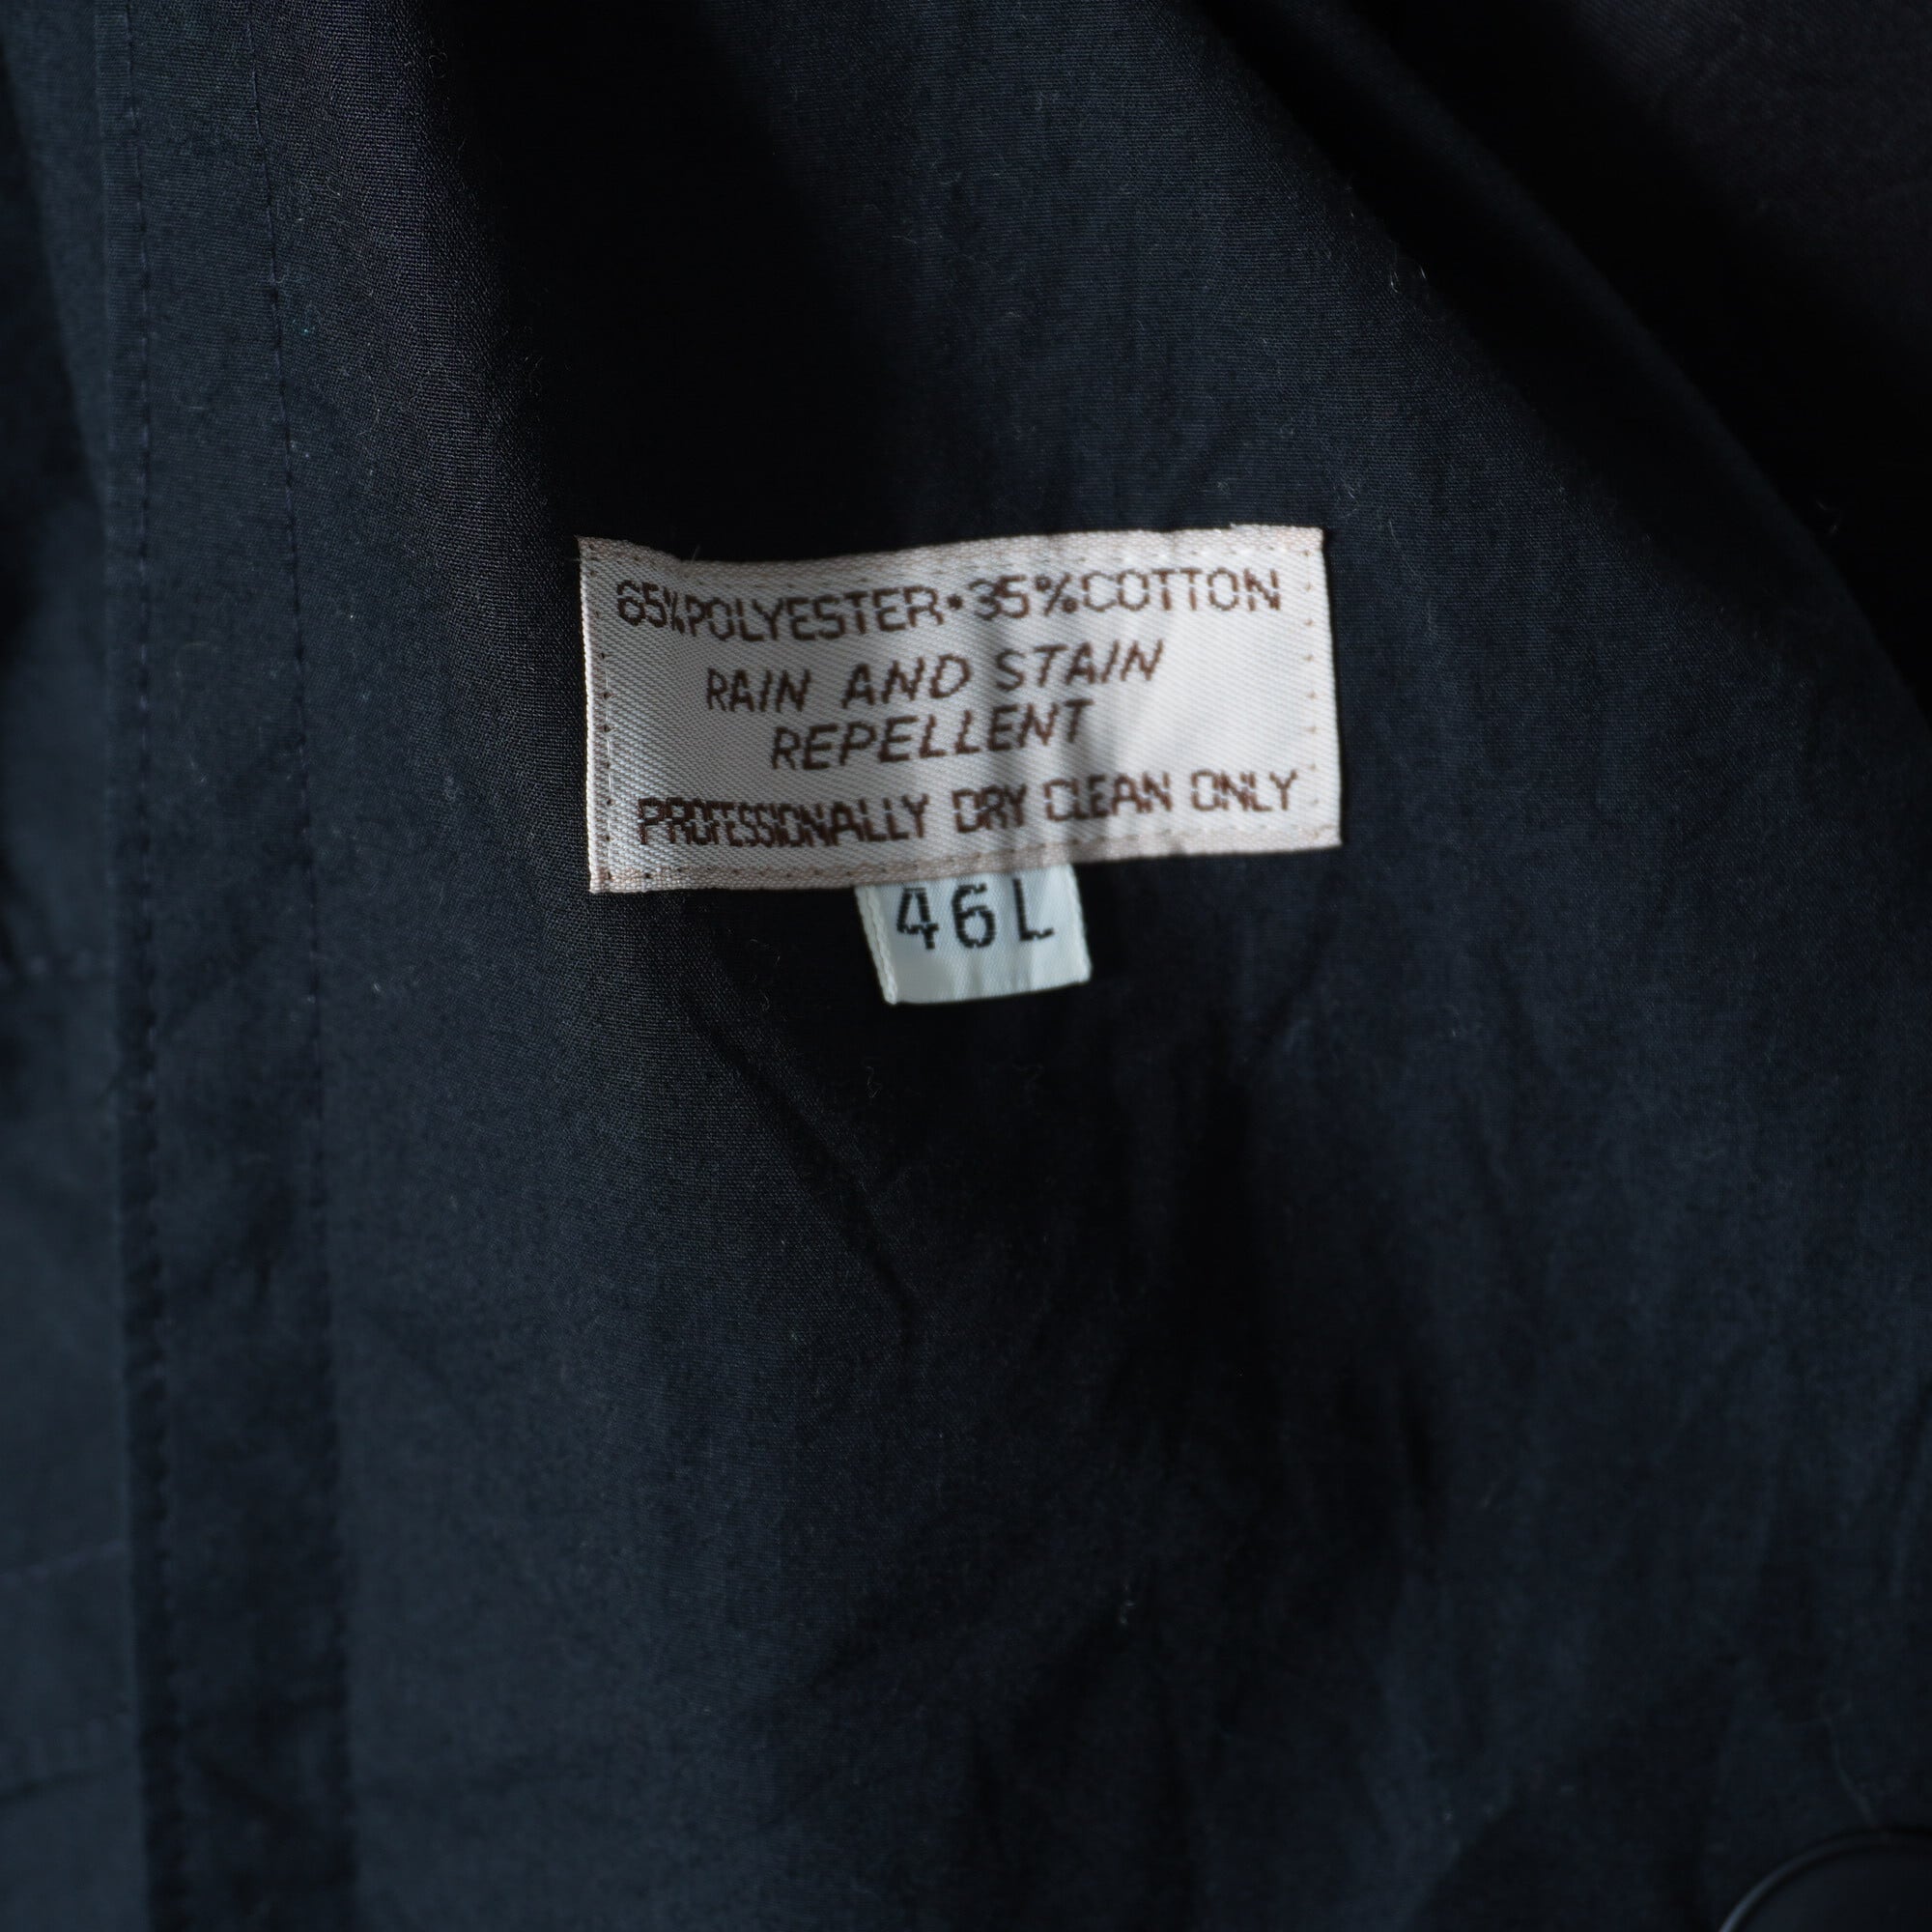 65% POLYESTER • 35% COTTON
RAIN AND STAIN
REPELLENT
PROFESSIONALLY DRY CLEAN ONLY
46L